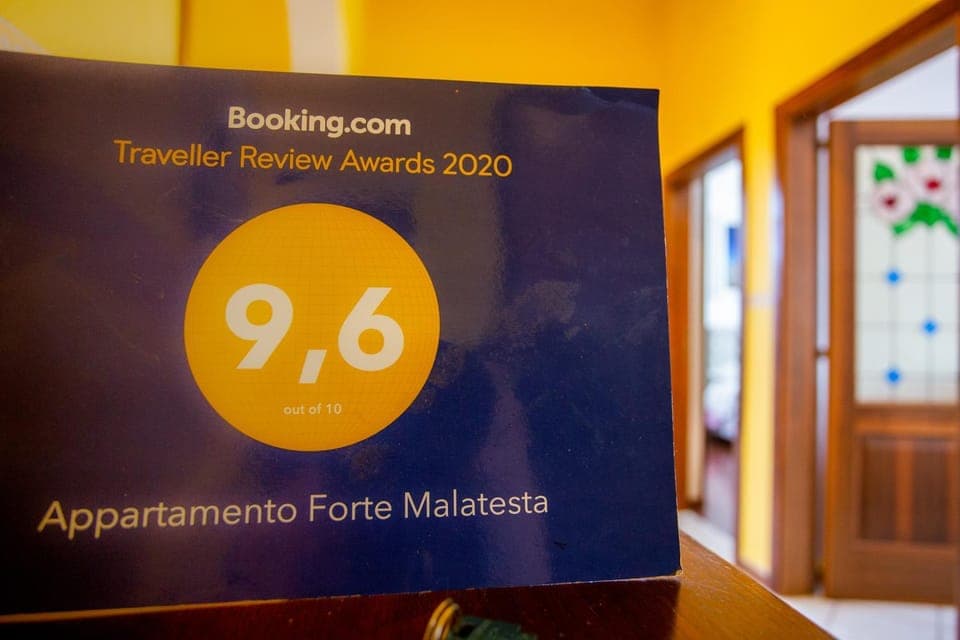 Booking.com
Traveller Review Awards 2020
9,6
out of 10
Appartamento Forte Malatesta